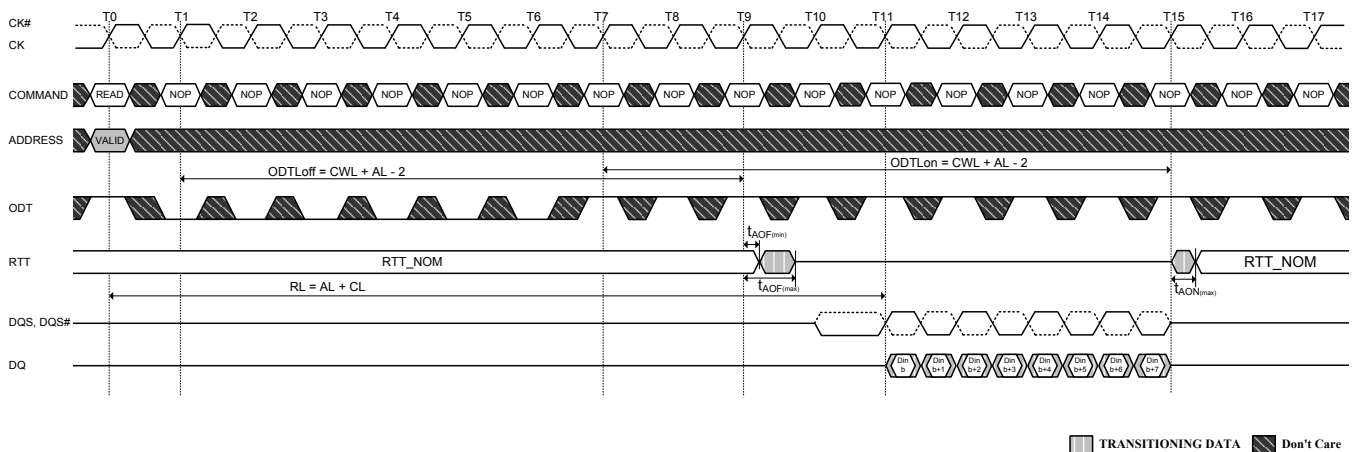 CK#
CK
T0 T1 T2 T3 T4 T5 T6 T7 T8 T9 T10 T11 T12 T13 T14 T15 T16 T17
COMMAND READ NOP NOP NOP NOP NOP NOP NOP NOP NOP NOP NOP NOP NOP NOP NOP NOP NOP
ADDRESS VALID
ODTLoff = CWL + AL - 2
ODTLon = CWL + AL - 2
ODT
tAOF(min)
RTT RTT_NOM RTT_NOM
tAOF(max)
tAON(max)
RL = AL + CL
DQS, DQS#
DQ
Din b
Din b+1
Din b+2
Din b+3
Din b+4
Din b+5
Din b+6
Din b+7
TRANSITIONING DATA Don't Care